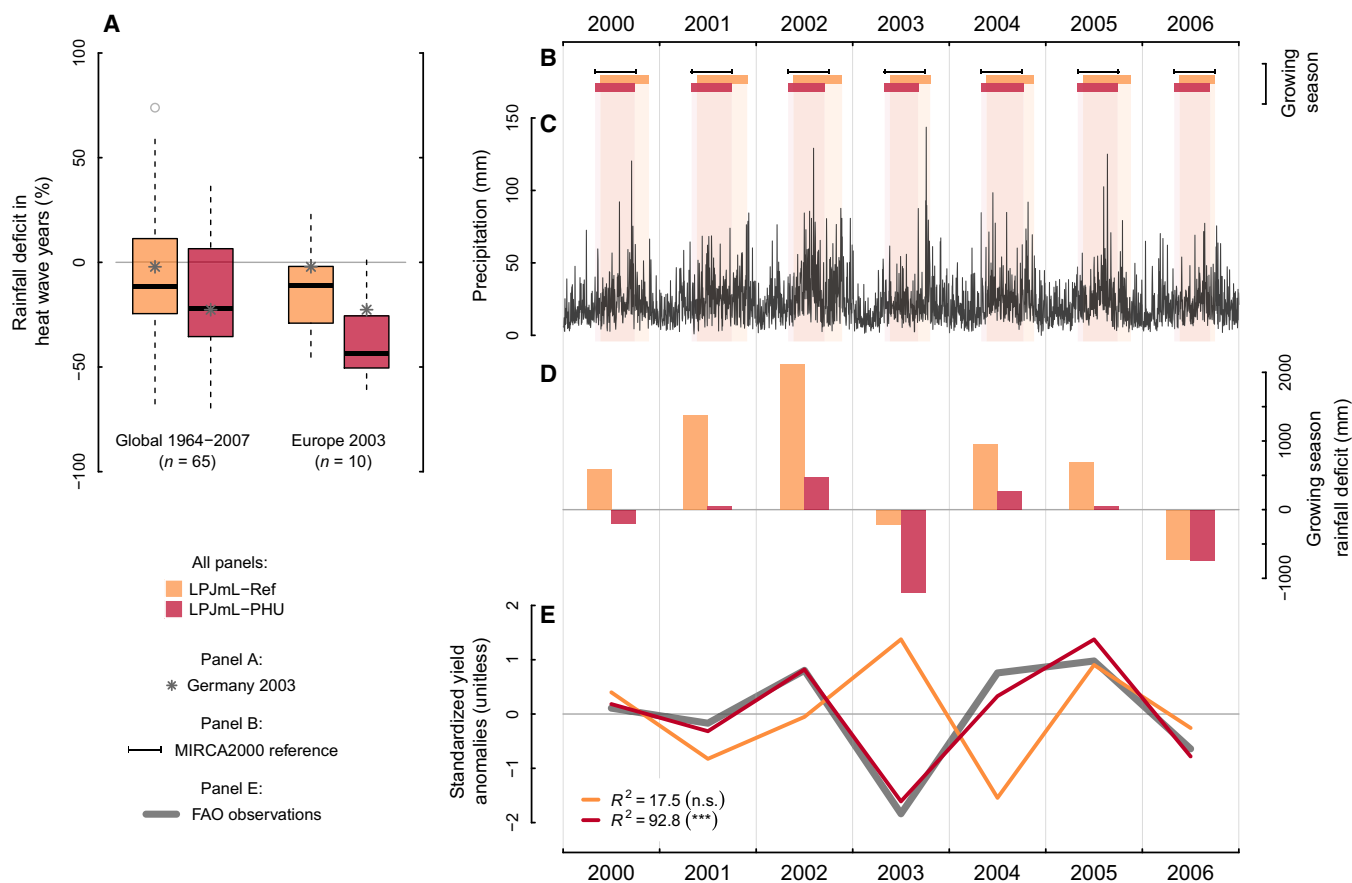 A
100
50
0
−50
−100
Rainfall deficit in
heat wave years (%)
Global 1964−2007
(n = 65)
Europe 2003
(n = 10)
All panels:
LPJmL−Ref
LPJmL−PHU
Panel A:
Germany 2003
Panel B:
MIRCA2000 reference
Panel E:
FAO observations
2000 2001 2002 2003 2004 2005 2006
B
Growing
season
C
150
100
50
0
Precipitation (mm)
D
2000
1000
0
−1000
Growing season
rainfall deficit (mm)
E
2
1
0
−1
−2
Standardized yield
anomalies (unitless)
R² = 17.5 (n.s.)
R² = 92.8 (***)
2000 2001 2002 2003 2004 2005 2006